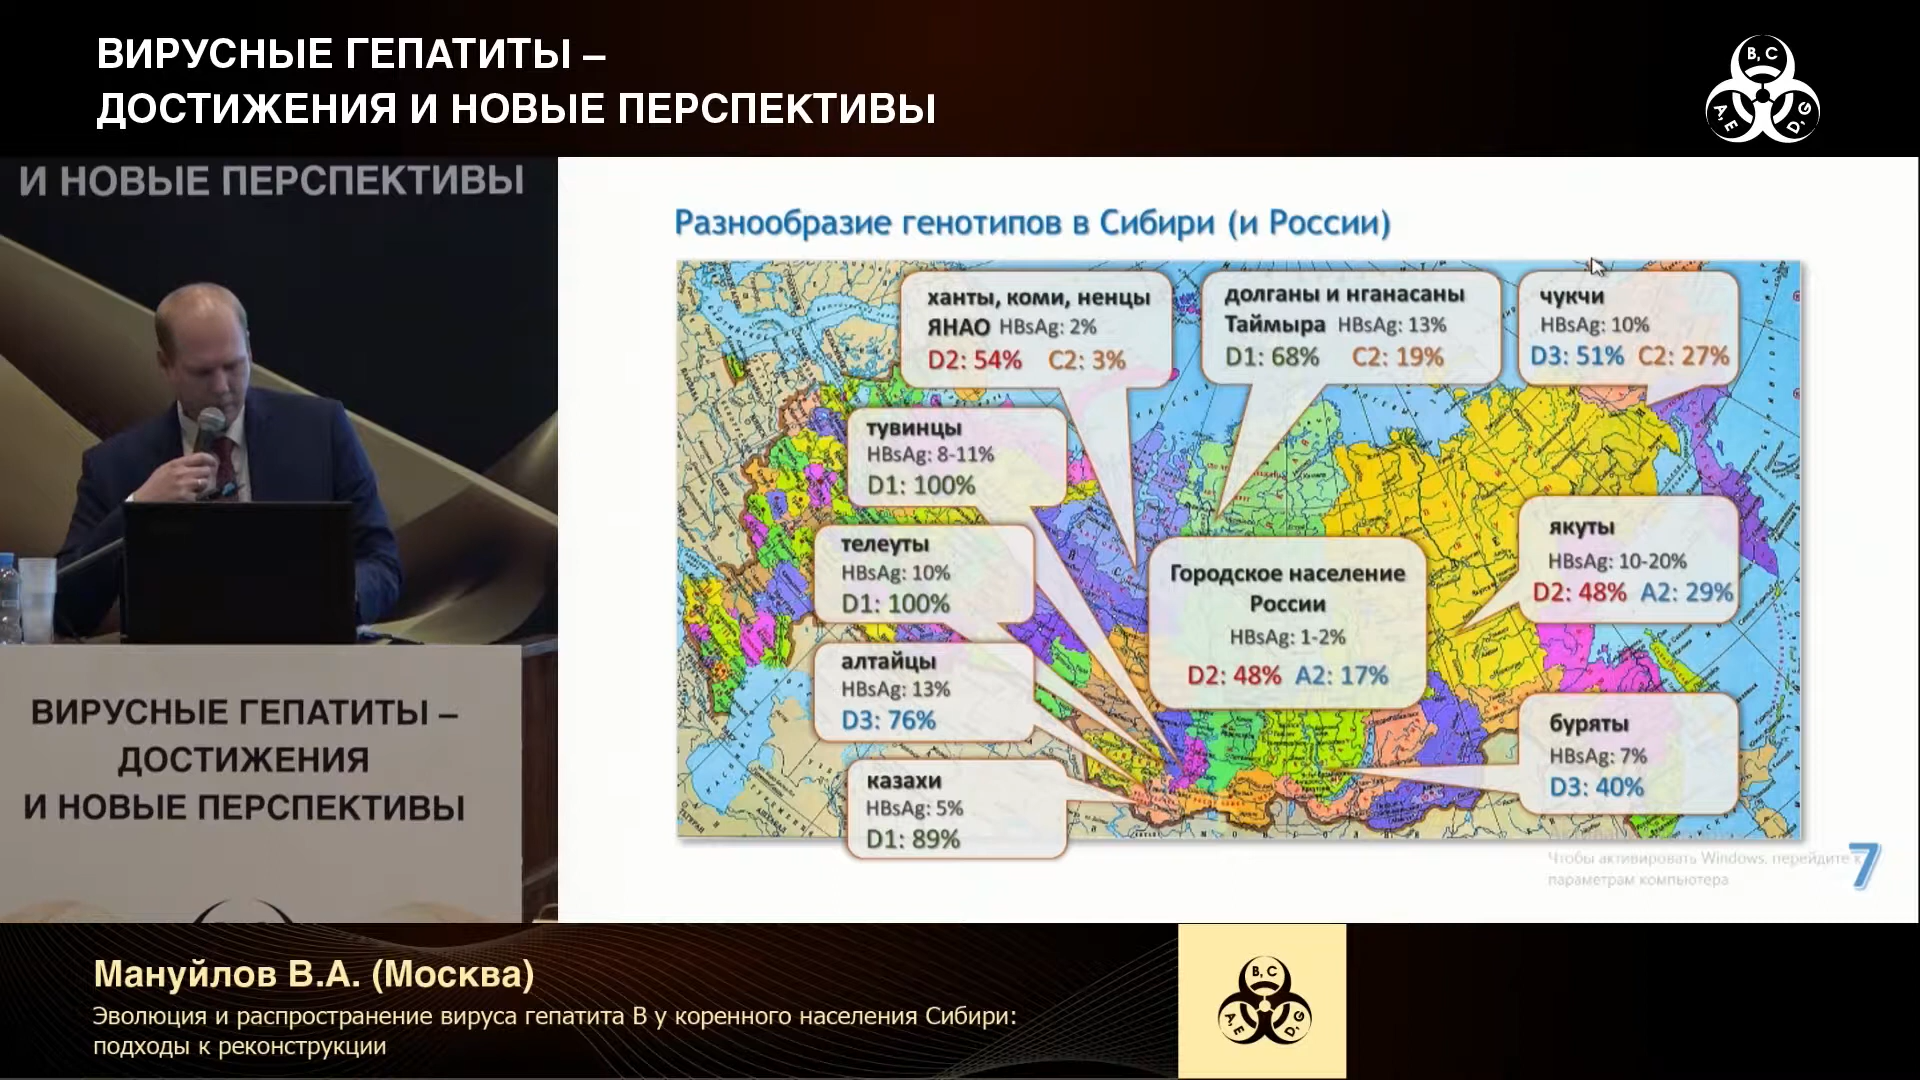 ВИРУСНЫЕ ГЕПАТИТЫ –
ДОСТИЖЕНИЯ И НОВЫЕ ПЕРСПЕКТИВЫ
B, C
A, E
D, G
И НОВЫЕ ПЕРСПЕКТИВЫ
ВИРУСНЫЕ ГЕПАТИТЫ –
ДОСТИЖЕНИЯ
И НОВЫЕ ПЕРСПЕКТИВЫ
Разнообразие генотипов в Сибири (и России)
ханты, коми, ненцы
ЯНАО HBsAg: 2%
D2: 54% C2: 3%
долганы и нганасаны
Таймыра HBsAg: 13%
D1: 68% C2: 19%
чукчи
HBsAg: 10%
D3: 51% C2: 27%
тувинцы
HBsAg: 8-11%
D1: 100%
телеуты
HBsAg: 10%
D1: 100%
алтайцы
HBsAg: 13%
D3: 76%
казахи
HBsAg: 5%
D1: 89%
Городское население
России
HBsAg: 1-2%
D2: 48% A2: 17%
якуты
HBsAg: 10-20%
D2: 48% A2: 29%
буряты
HBsAg: 7%
D3: 40%
Чтобы активировать Windows, перейдите к
параметрам компьютера
7
Мануйлов В.А. (Москва)
Эволюция и распространение вируса гепатита В у коренного населения Сибири:
подходы к реконструкции
B, C
A, E
D, G